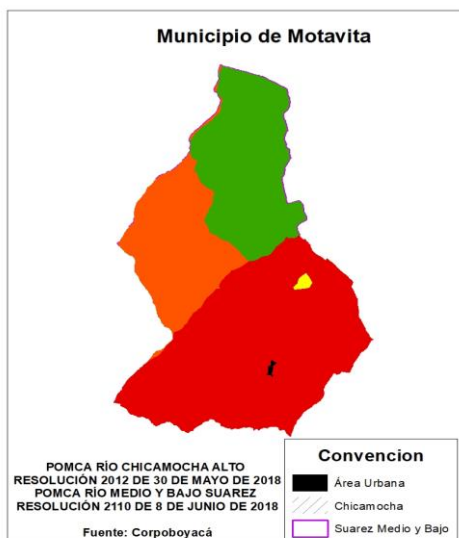 Municipio de Motavita
POMCA RÍO CHICAMOCHA ALTO
RESOLUCIÓN 2012 DE 30 DE MAYO DE 2018
POMCA RÍO MEDIO Y BAJO SUAREZ
RESOLUCIÓN 2110 DE 8 DE JUNIO DE 2018
Fuente: Corpoboyacá
Convencion
Área Urbana
Chicamocha
Suarez Medio y Bajo